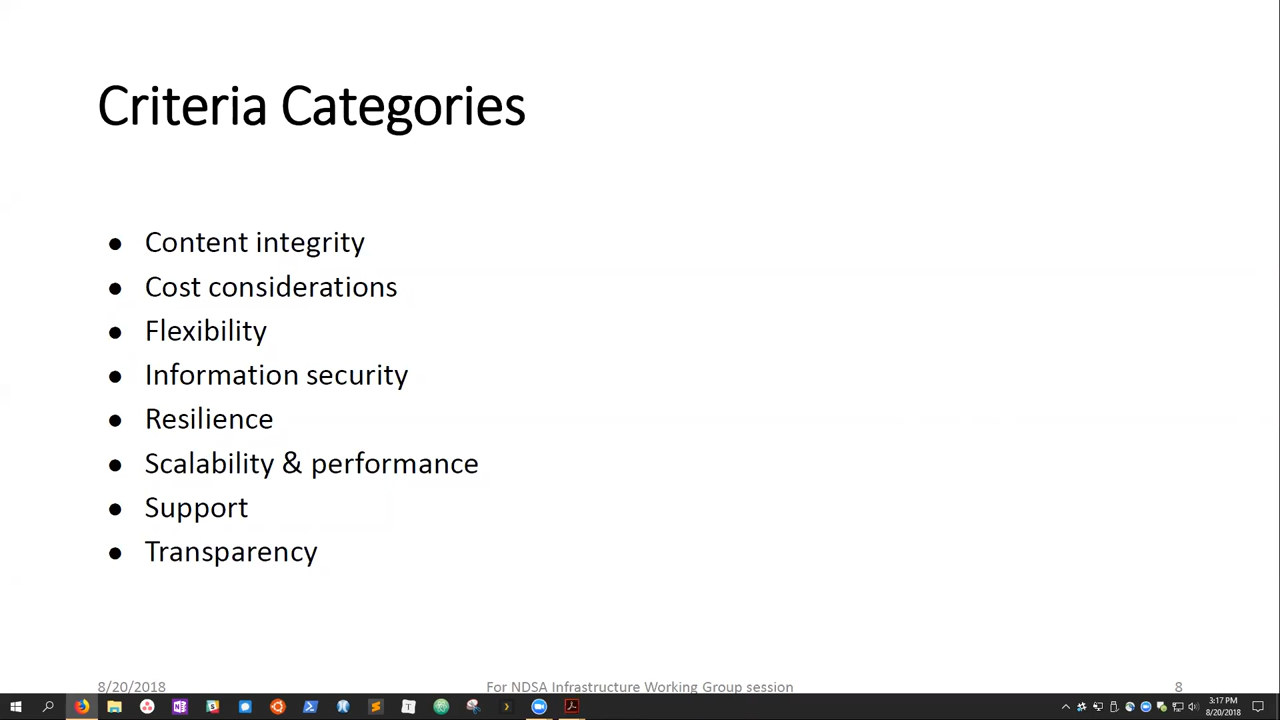 Criteria Categories
● Content integrity
● Cost considerations
● Flexibility
● Information security
● Resilience
● Scalability & performance
● Support
● Transparency
8/20/2018 For NDSA Infrastructure Working Group session 8
3:17 PM
8/20/2018